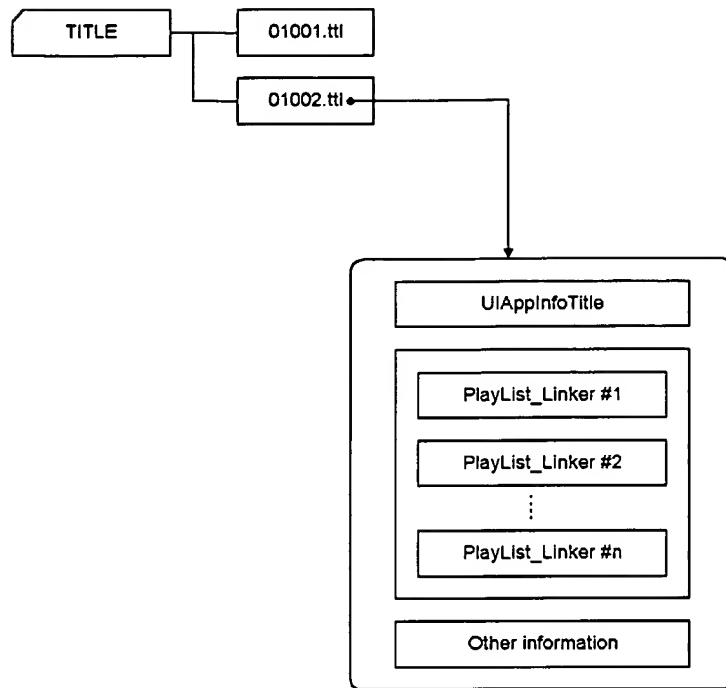 TITLE
01001.ttl
01002.ttl
UIAppInfoTitle
PlayList_Linker #1
PlayList_Linker #2
PlayList_Linker #n
Other information